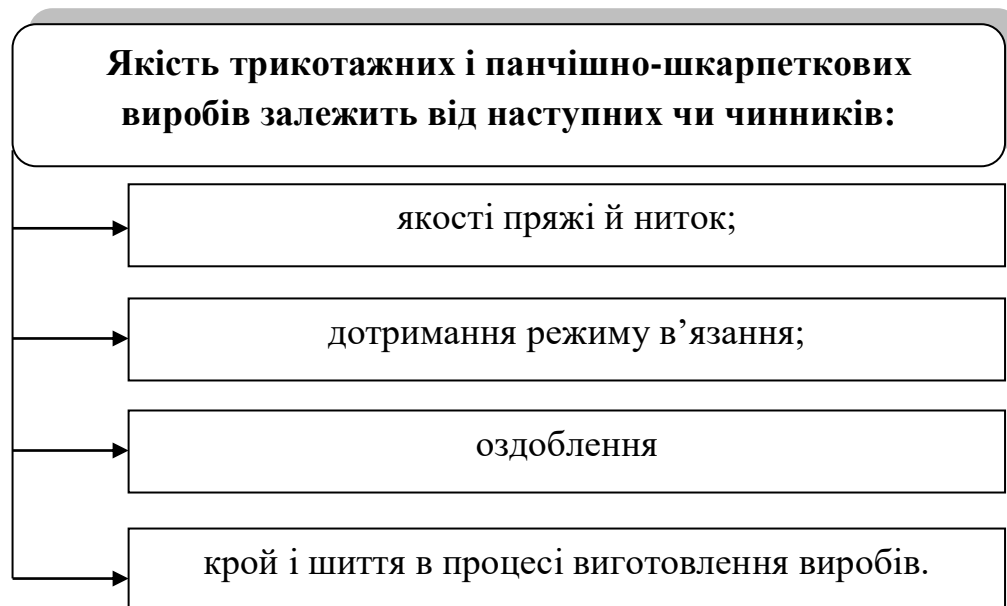 Якість трикотажних і панчішно-шкарпеткових
виробів залежить від наступних чи чинників:
якості пряжі й ниток;
дотримання режиму в’язання;
оздоблення
крой і шиття в процесі виготовлення виробів.